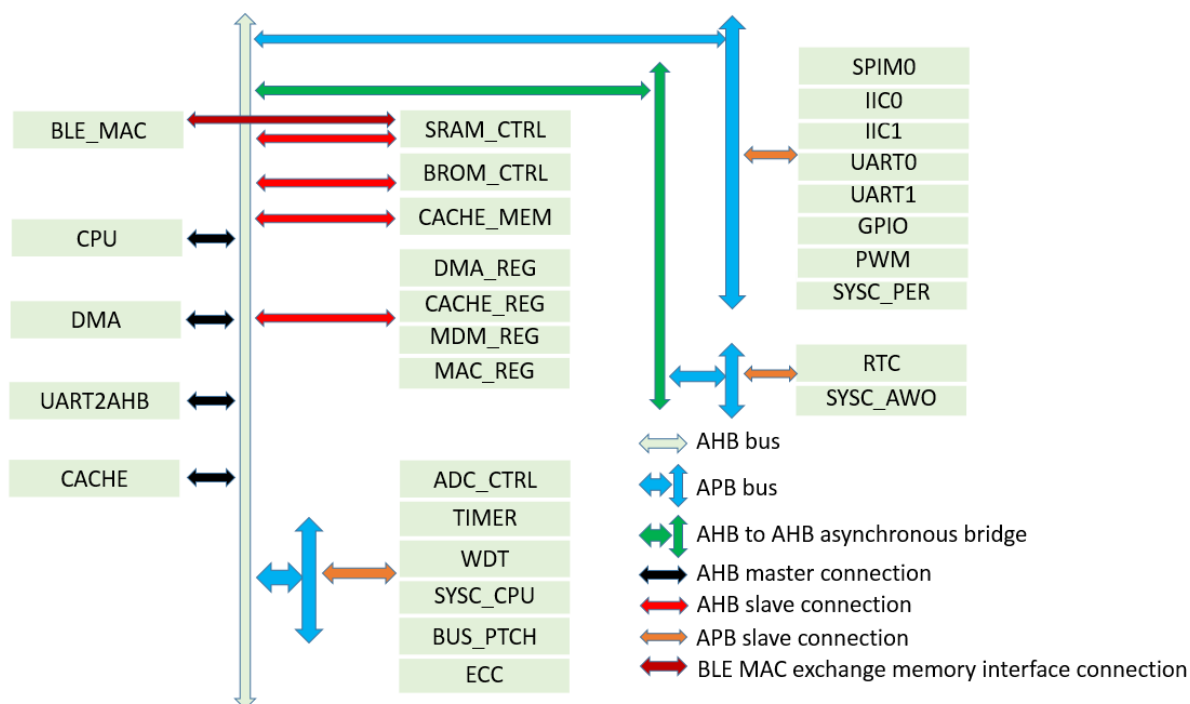 BLE_MAC
CPU
DMA
UART2AHB
CACHE
SRAM_CTRL
BROM_CTRL
CACHE_MEM
DMA_REG
CACHE_REG
MDM_REG
MAC_REG
ADC_CTRL
TIMER
WDT
SYSC_CPU
BUS_PTCH
ECC
SPIM0
IIC0
IIC1
UART0
UART1
GPIO
PWM
SYSC_PER
RTC
SYSC_AWO
AHB bus
APB bus
AHB to AHB asynchronous bridge
AHB master connection
AHB slave connection
APB slave connection
BLE MAC exchange memory interface connection